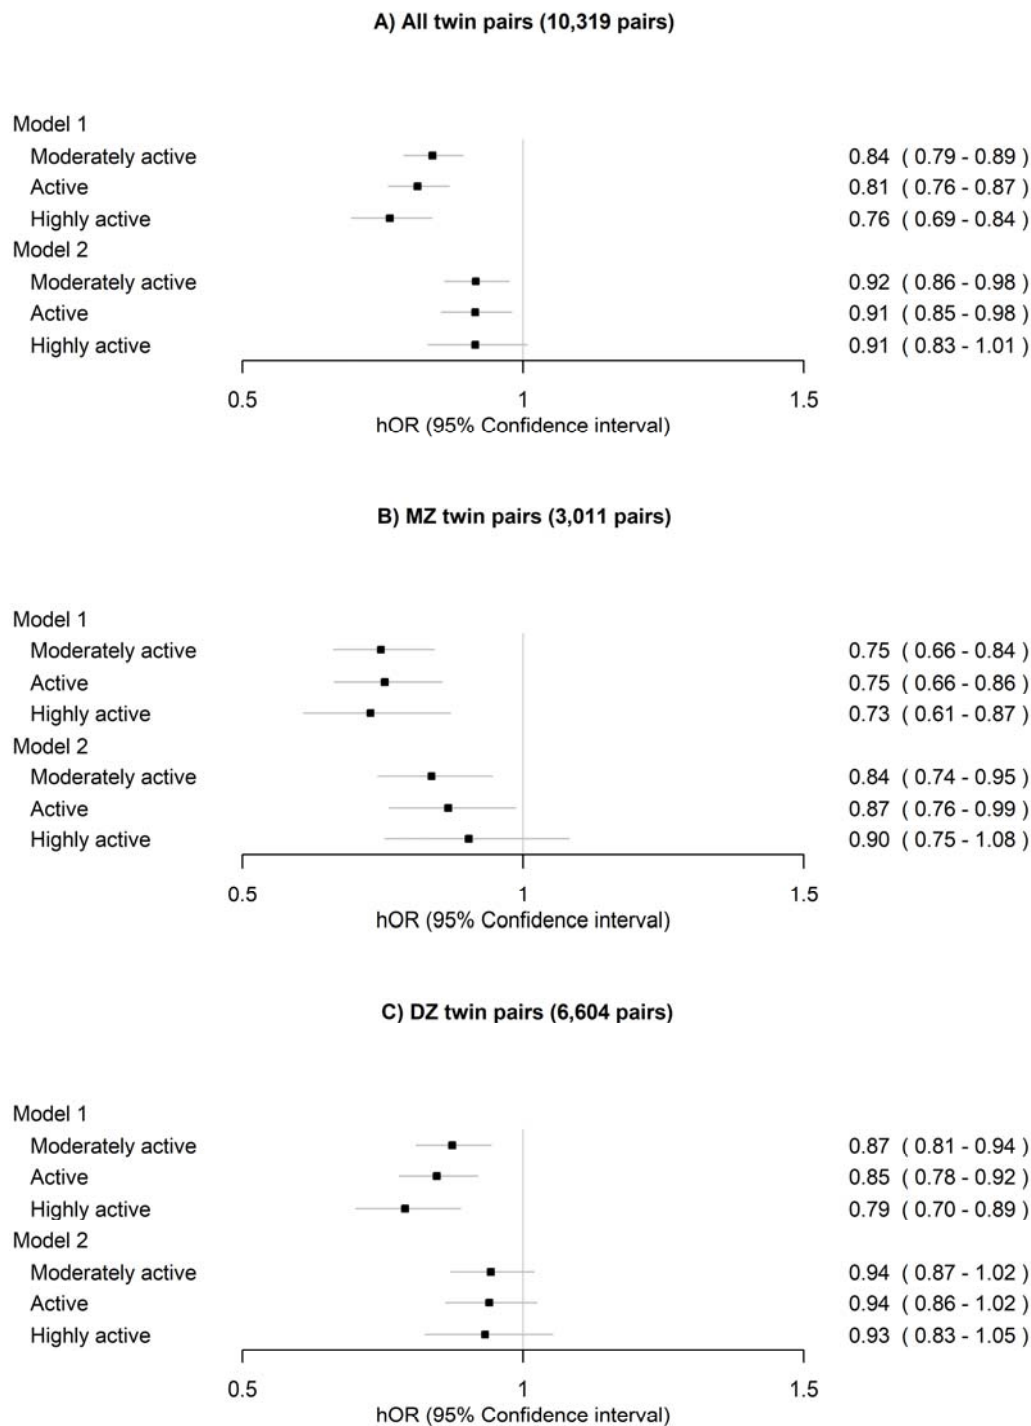 A) All twin pairs (10,319 pairs)
Model 1
Moderately active 0.84 ( 0.79 - 0.89 )
Active 0.81 ( 0.76 - 0.87 )
Highly active 0.76 ( 0.69 - 0.84 )
Model 2
Moderately active 0.92 ( 0.86 - 0.98 )
Active 0.91 ( 0.85 - 0.98 )
Highly active 0.91 ( 0.83 - 1.01 )
0.5 1 1.5
hOR (95% Confidence interval)
B) MZ twin pairs (3,011 pairs)
Model 1
Moderately active 0.75 ( 0.66 - 0.84 )
Active 0.75 ( 0.66 - 0.86 )
Highly active 0.73 ( 0.61 - 0.87 )
Model 2
Moderately active 0.84 ( 0.74 - 0.95 )
Active 0.87 ( 0.76 - 0.99 )
Highly active 0.90 ( 0.75 - 1.08 )
0.5 1 1.5
hOR (95% Confidence interval)
C) DZ twin pairs (6,604 pairs)
Model 1
Moderately active 0.87 ( 0.81 - 0.94 )
Active 0.85 ( 0.78 - 0.92 )
Highly active 0.79 ( 0.70 - 0.89 )
Model 2
Moderately active 0.94 ( 0.87 - 1.02 )
Active 0.94 ( 0.86 - 1.02 )
Highly active 0.93 ( 0.83 - 1.05 )
0.5 1 1.5
hOR (95% Confidence interval)